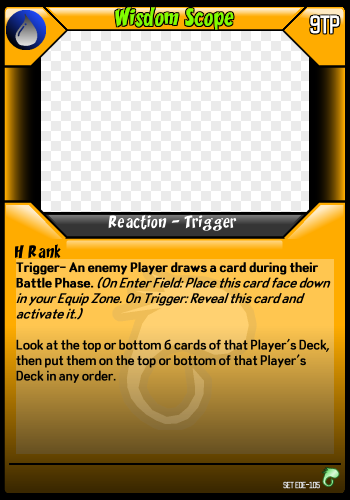 Wisdom Scope
9TP
Reaction - Trigger
H Rank
Trigger- An enemy Player draws a card during their
Battle Phase. (On Enter Field: Place this card face down
in your Equip Zone. On Trigger: Reveal this card and
activate it.)
Look at the top or bottom 6 cards of that Player's Deck,
then put them on the top or bottom of that Player's
Deck in any order.
SET EDE-105